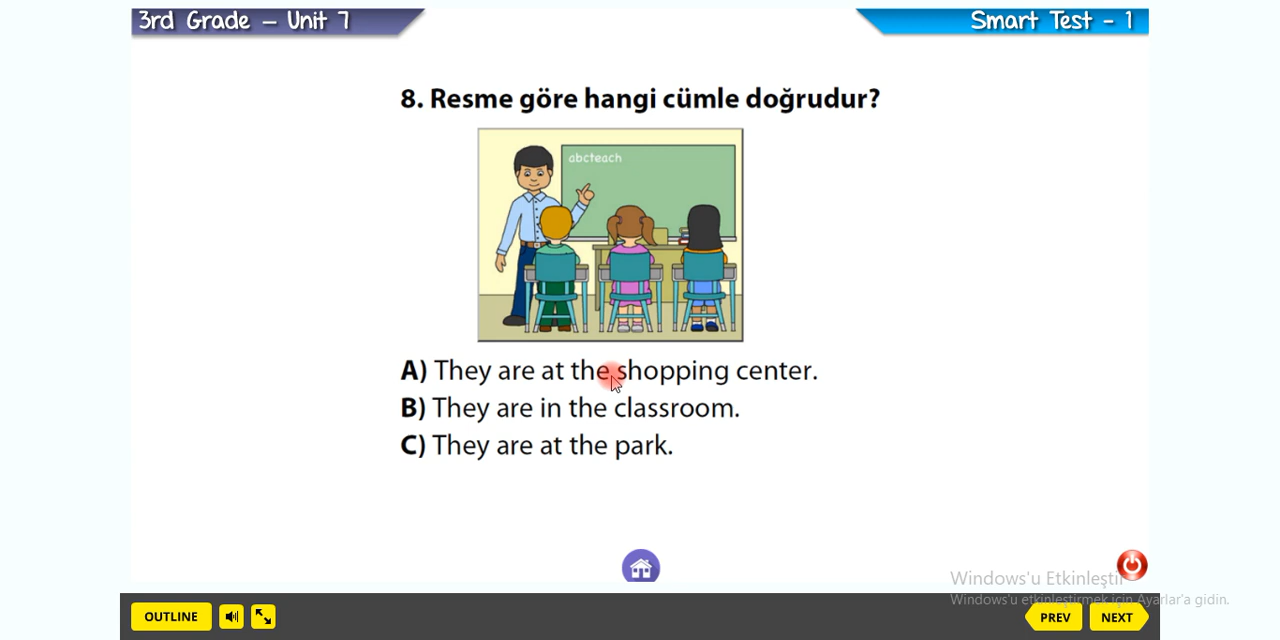 3rd Grade – Unit 7
Smart Test - 1
8. Resme göre hangi cümle doğrudur?
abcteach
A) They are at the shopping center.
B) They are in the classroom.
C) They are at the park.
Windows'u Etkinleştir
Windows'u etkinleştirmek için Ayarlar'a gidin.
OUTLINE
PREV
NEXT